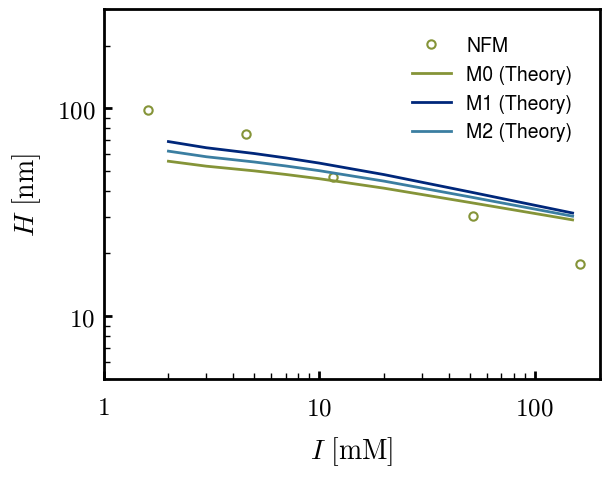 NFM
M0 (Theory)
M1 (Theory)
M2 (Theory)
100
10
H [nm]
1 10 100
I [mM]